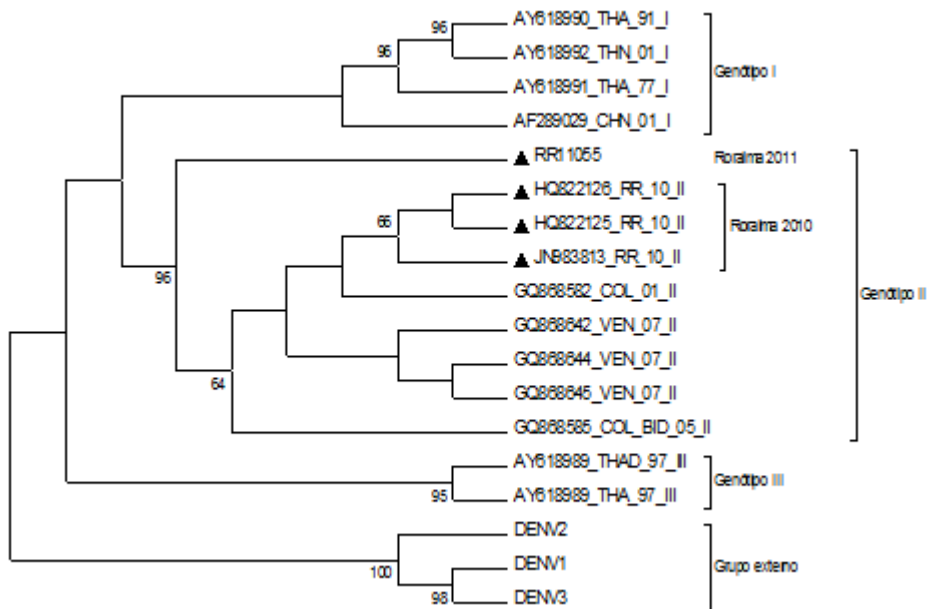 96
AY618990_THA_91_I
96
AY618992_THN_01_I
Genótipo I
AY618991_THA_77_I
AF289029_CHN_01_I
RR11055
Roraima 2011
HQ822126_RR_10_II
66
HQ822125_RR_10_II
Roraima 2010
JN983813_RR_10_II
96
GQ868582_COL_01_II
Genótipo II
GQ868642_VEN_07_II
GQ868644_VEN_07_II
64
GQ868645_VEN_07_II
GQ868585_COL_BID_05_II
AY618989_THAD_97_III
Genótipo III
95
AY618989_THA_97_III
DENV2
100
DENV1
Grupo externo
98
DENV3